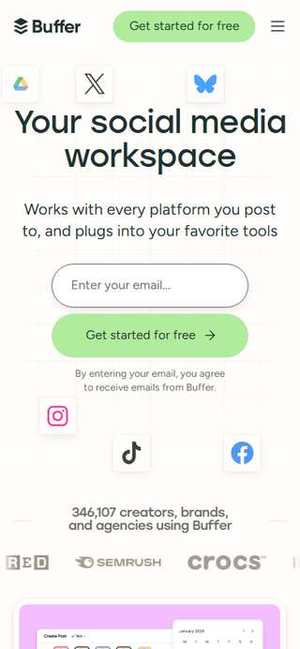 Buffer
Get started for free
Your social media
workspace
Works with every platform you post
to, and plugs into your favorite tools
Enter your email...
Get started for free →
By entering your email, you agree
to receive emails from Buffer.
346,107 creators, brands,
and agencies using Buffer
RED
SEMRUSH
crocs™
Create Post
January 2026